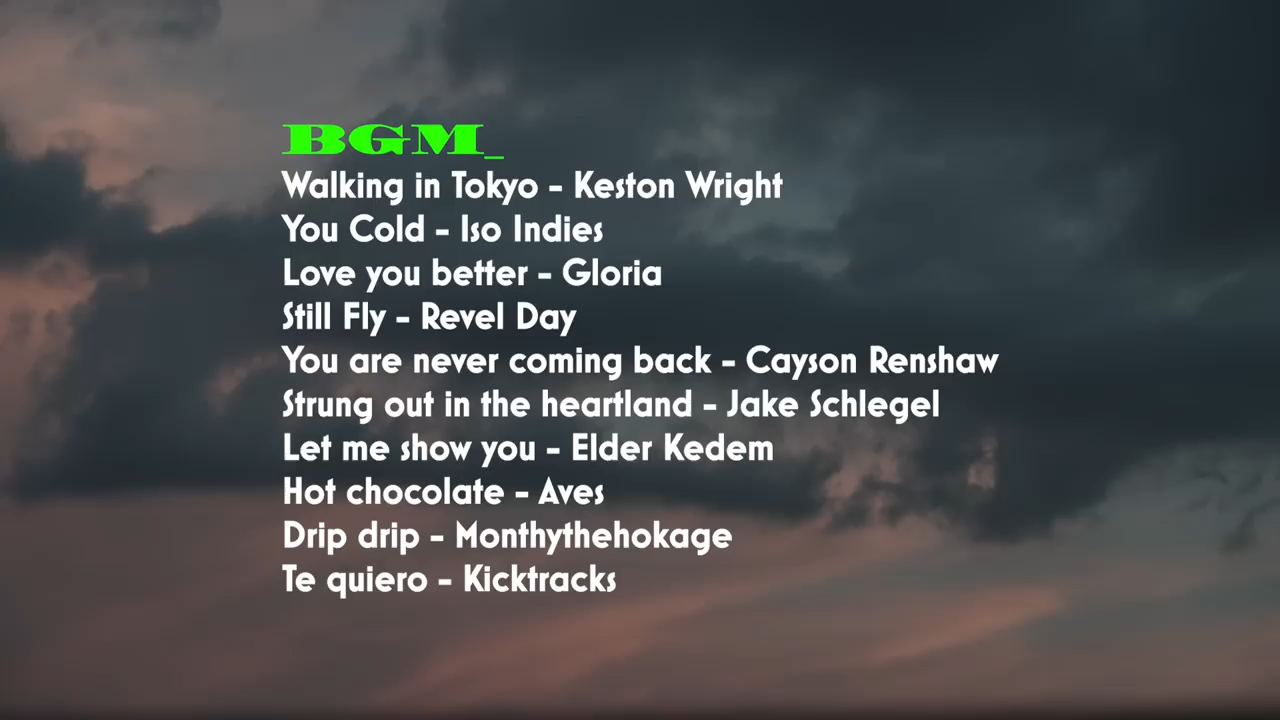 BGM_
Walking in Tokyo - Keston Wright
You Cold - Iso Indies
Love you better - Gloria
Still Fly - Revel Day
You are never coming back - Cayson Renshaw
Strung out in the heartland - Jake Schlegel
Let me show you - Elder Kedem
Hot chocolate - Aves
Drip drip - Monthythehokage
Te quiero - Kicktracks